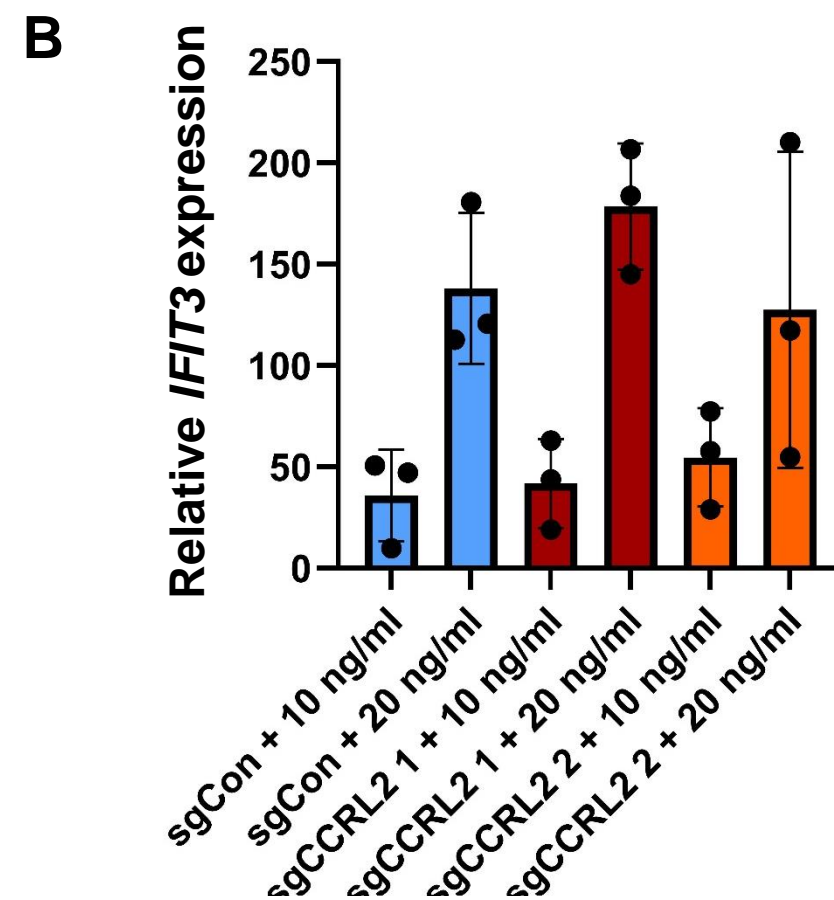 B
Relative IFIT3 expression
250
200
150
100
50
0
sgCon + 10 ng/ml
sgCon + 20 ng/ml
sgCCRL2 1 + 10 ng/ml
sgCCRL2 1 + 20 ng/ml
sgCCRL2 2 + 10 ng/ml
sgCCRL2 2 + 20 ng/ml